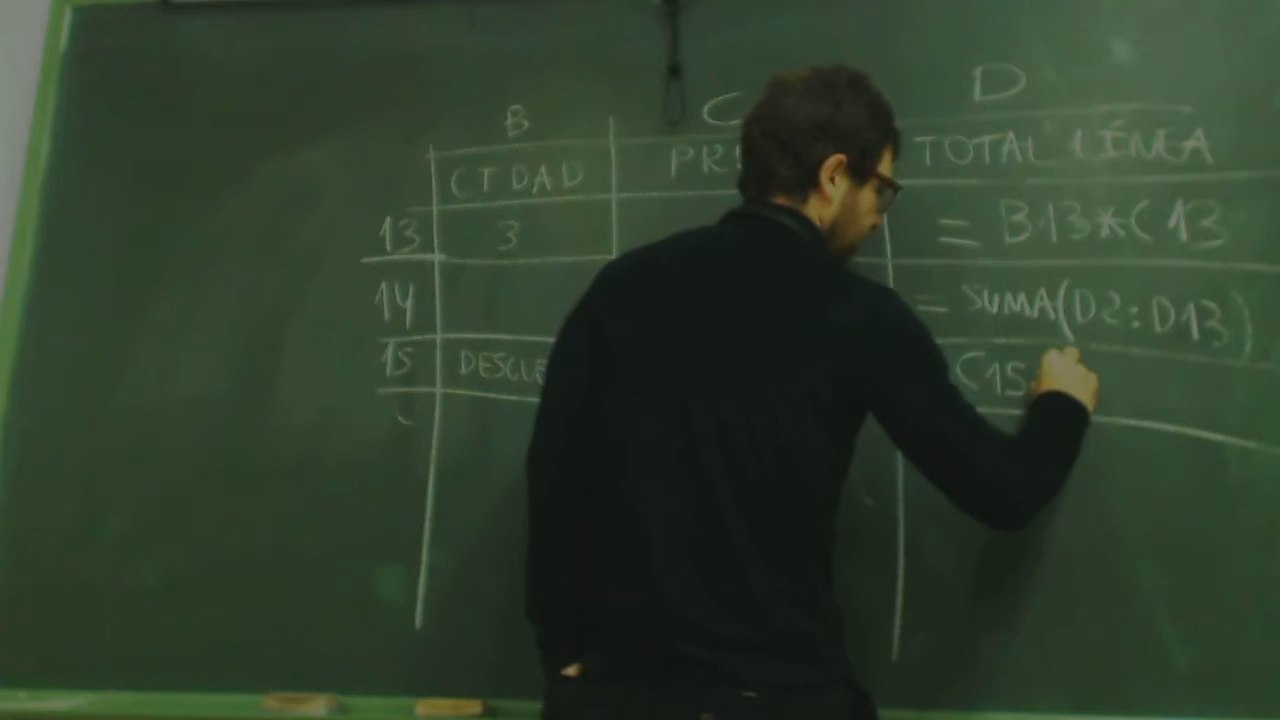 B C D
CTDAD PR TOTAL LÍNEA
13 3 = B13*C13
14 = SUMA(D2:D13)
15 DESCUE C15